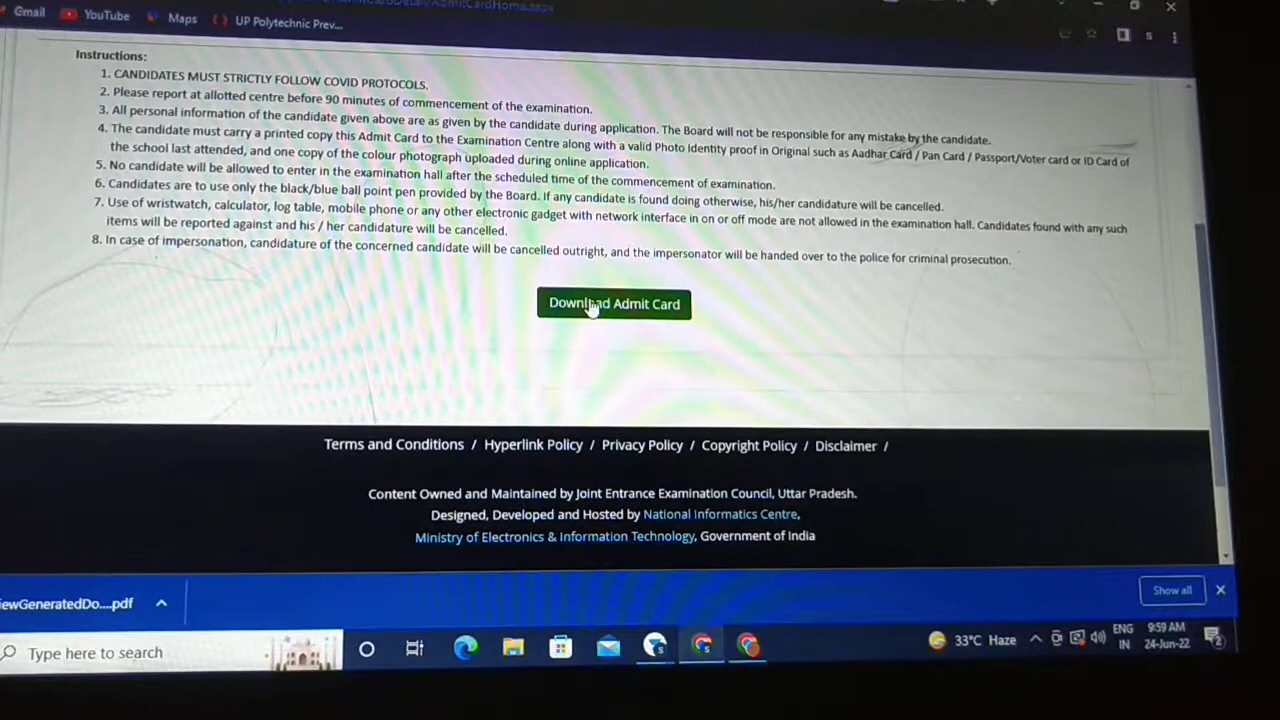 AdmitCardHome.aspx
Gmail YouTube Maps UP Polytechnic Prev...
S
Instructions:
1. CANDIDATES MUST STRICTLY FOLLOW COVID PROTOCOLS.
2. Please report at allotted centre before 90 minutes of commencement of the examination.
3. All personal information of the candidate given above are as given by the candidate during application. The Board will not be responsible for any mistake by the candidate.
4. The candidate must carry a printed copy this Admit Card to the Examination Centre along with a valid Photo Identity proof in Original such as Aadhar Card / Pan Card / Passport/Voter card or ID Card of
the school last attended, and one copy of the colour photograph uploaded during online application.
5. No candidate will be allowed to enter in the examination hall after the scheduled time of the commencement of examination.
6. Candidates are to use only the black/blue ball point pen provided by the Board. If any candidate is found doing otherwise, his/her candidature will be cancelled.
7. Use of wristwatch, calculator, log table, mobile phone or any other electronic gadget with network interface in on or off mode are not allowed in the examination hall. Candidates found with any such
items will be reported against and his / her candidature will be cancelled.
8. In case of impersonation, candidature of the concerned candidate will be cancelled outright, and the impersonator will be handed over to the police for criminal prosecution.
Download Admit Card
Terms and Conditions / Hyperlink Policy / Privacy Policy / Copyright Policy / Disclaimer /
Content Owned and Maintained by Joint Entrance Examination Council, Uttar Pradesh.
Designed, Developed and Hosted by National Informatics Centre,
Ministry of Electronics & Information Technology, Government of India
iewGeneratedDo....pdf
Show all
Type here to search
33°C Haze
ENG
IN
9:59 AM
24-Jun-22
2